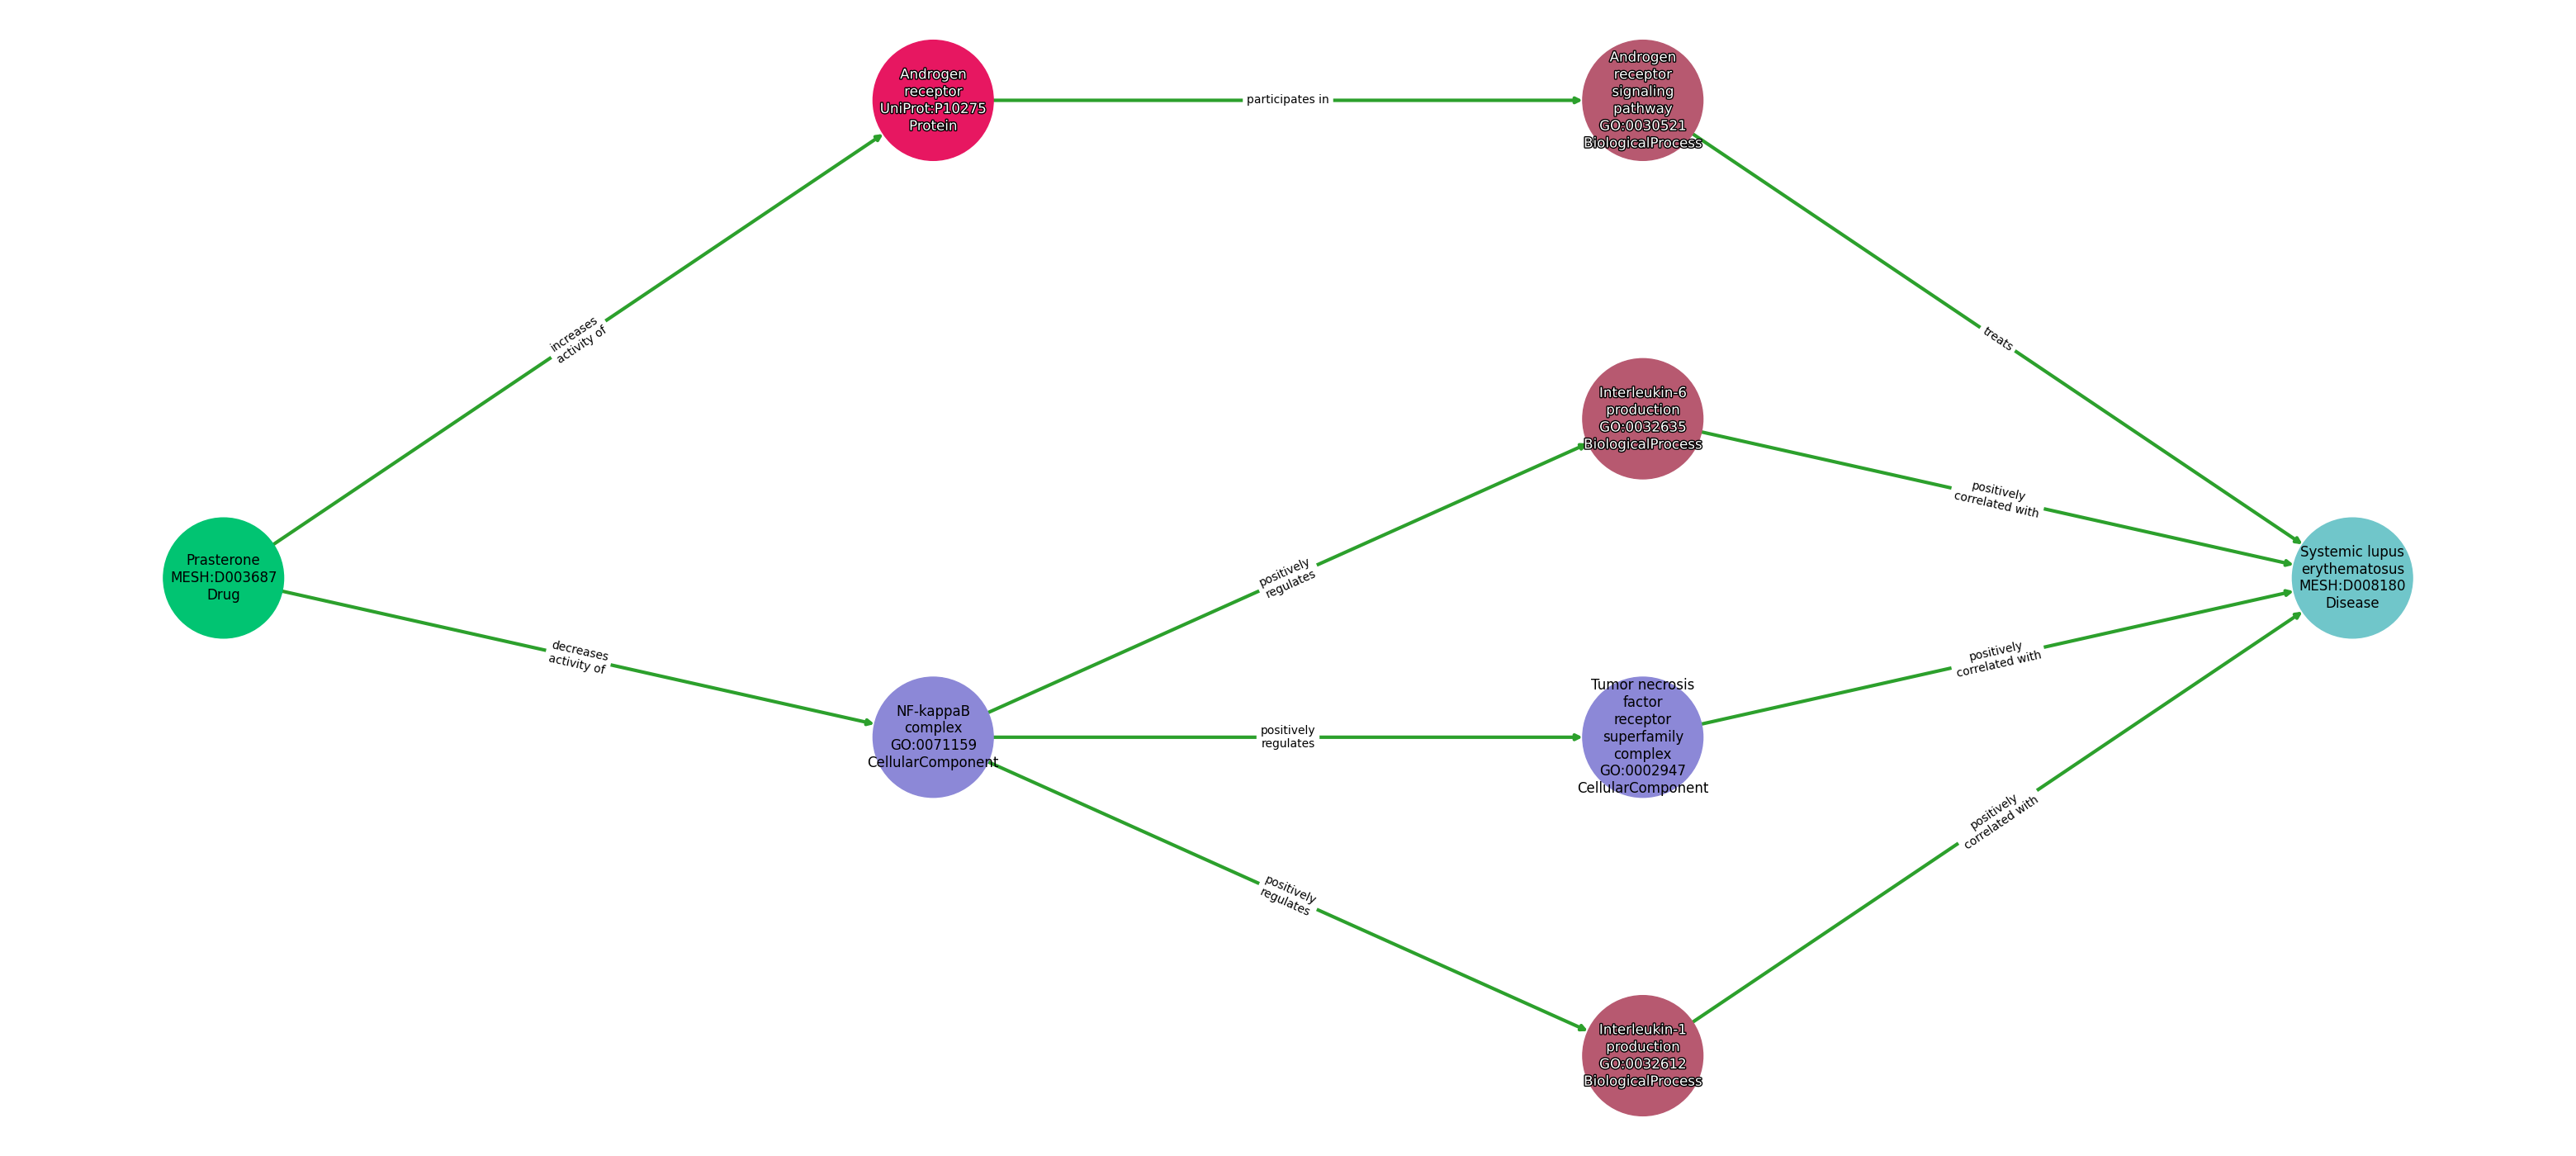 Androgen
receptor
UniProt:P10275
Protein
participates in
Androgen
receptor
signaling
pathway
GO:0030521
BiologicalProcess
increases
activity of
treats
Interleukin-6
production
GO:0032635
BiologicalProcess
positively
correlated with
Prasterone
MESH:D003687
Drug
positively
regulates
Systemic lupus
erythematosus
MESH:D008180
Disease
decreases
activity of
NF-kappaB
complex
GO:0071159
CellularComponent
positively
regulates
Tumor necrosis
factor
receptor
superfamily
complex
GO:0002947
CellularComponent
positively
correlated with
positively
regulates
positively
correlated with
Interleukin-1
production
GO:0032612
BiologicalProcess